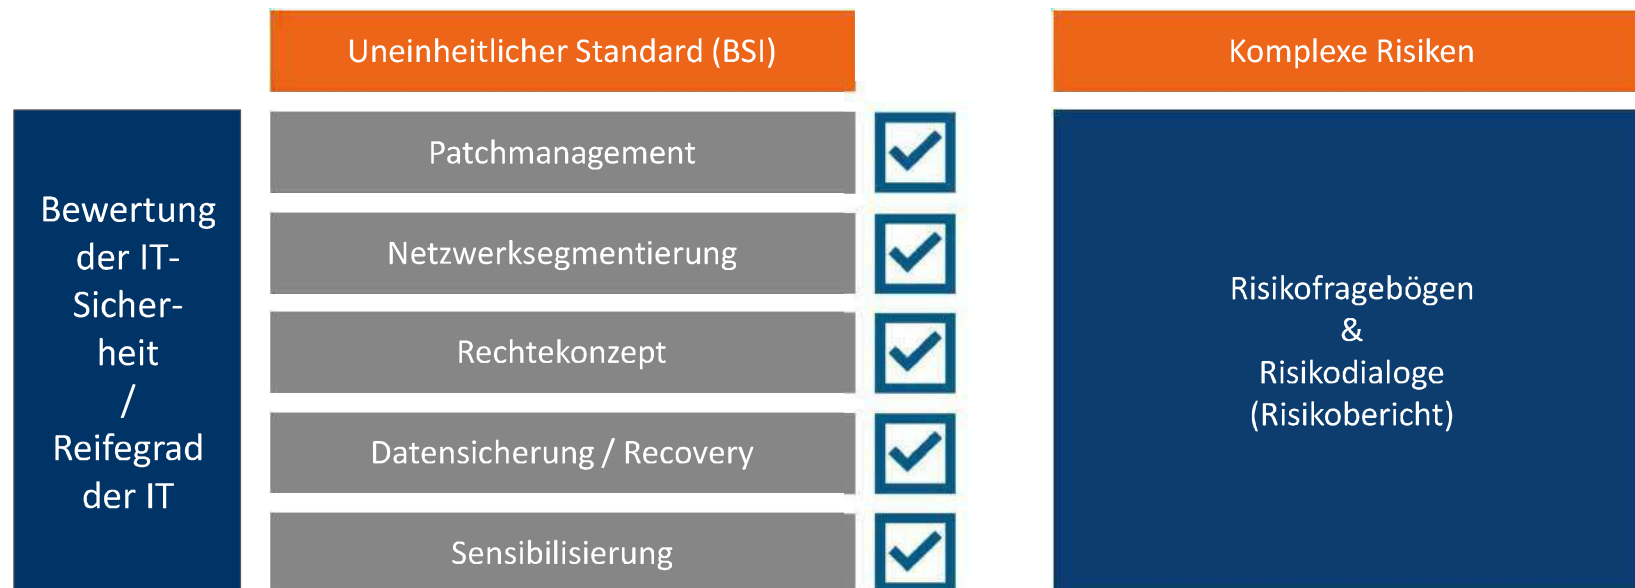 Uneinheitlicher Standard (BSI)
Komplexe Risiken
Bewertung
der IT-
Sicher-
heit
/
Reifegrad
der IT
Patchmanagement
Netzwerksegmentierung
Rechtekonzept
Datensicherung / Recovery
Sensibilisierung
Risikofragebögen
&
Risikodialoge
(Risikobericht)